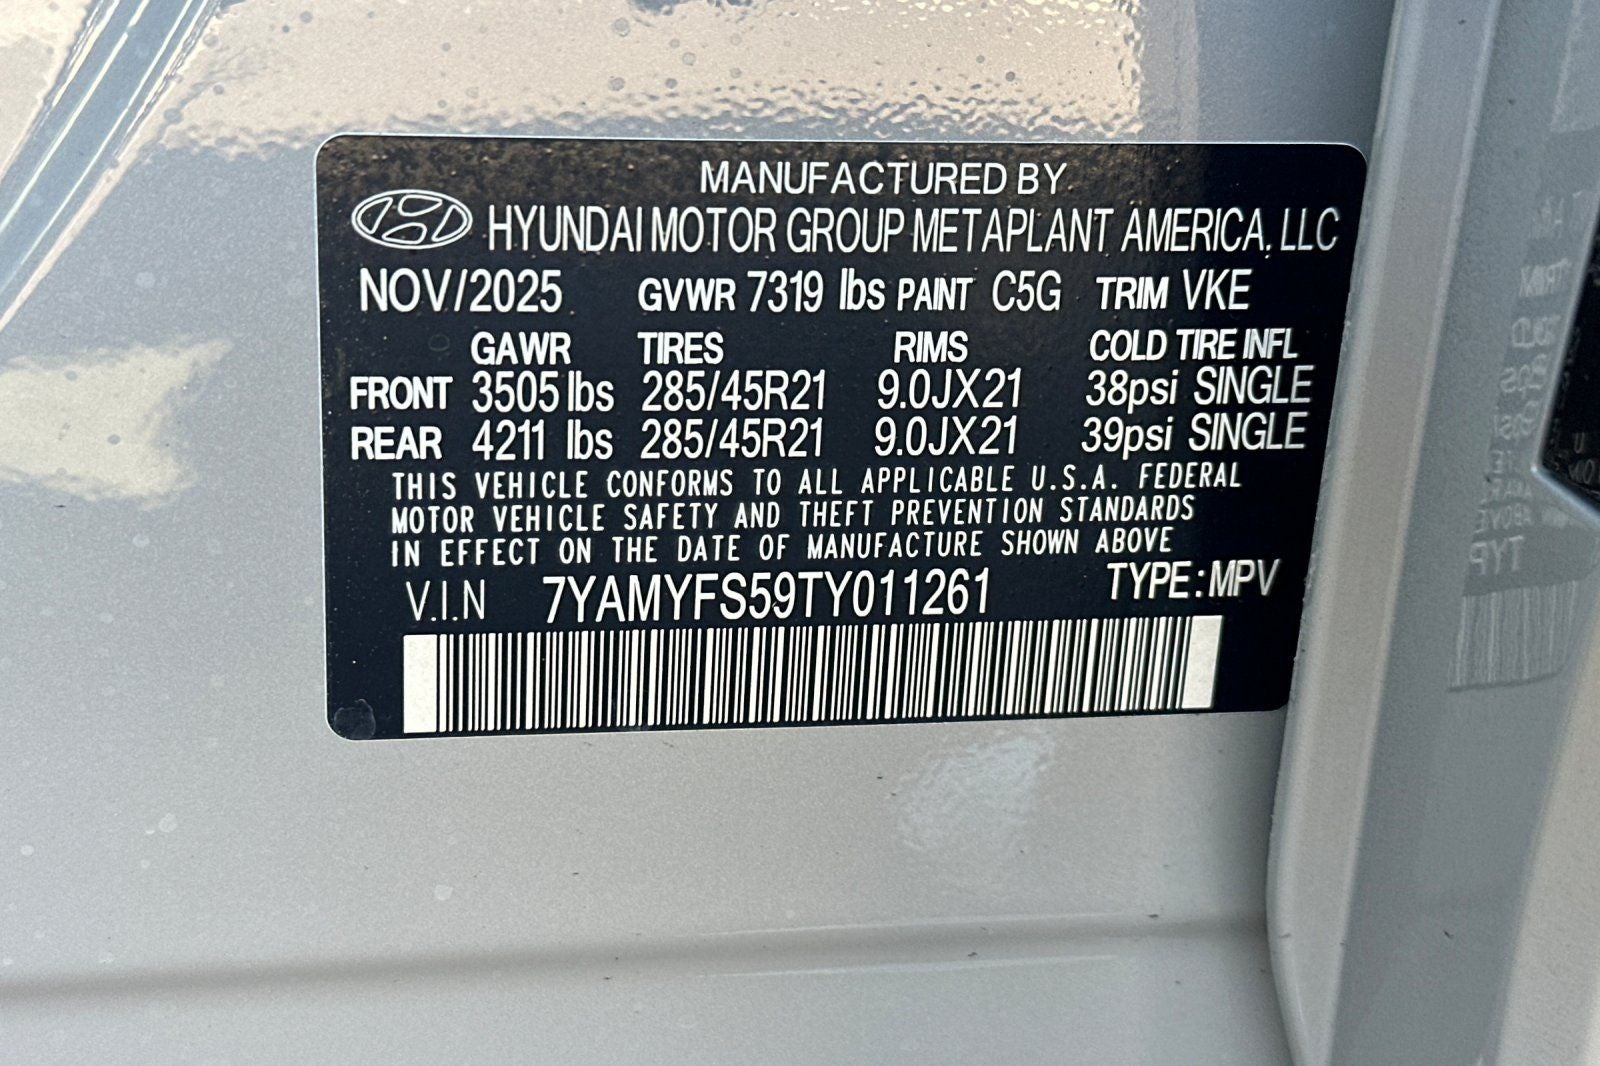 MANUFACTURED BY
HYUNDAI MOTOR GROUP METAPLANT AMERICA, LLC
NOV/2025 GVWR 7319 lbs PAINT C5G TRIM VKE
GAWR TIRES RIMS COLD TIRE INFL
FRONT 3505 lbs 285/45R21 9.0JX21 38psi SINGLE
REAR 4211 lbs 285/45R21 9.0JX21 39psi SINGLE
THIS VEHICLE CONFORMS TO ALL APPLICABLE U.S.A. FEDERAL
MOTOR VEHICLE SAFETY AND THEFT PREVENTION STANDARDS
IN EFFECT ON THE DATE OF MANUFACTURE SHOWN ABOVE
V.I.N 7YAMYFS59TY011261 TYPE:MPV